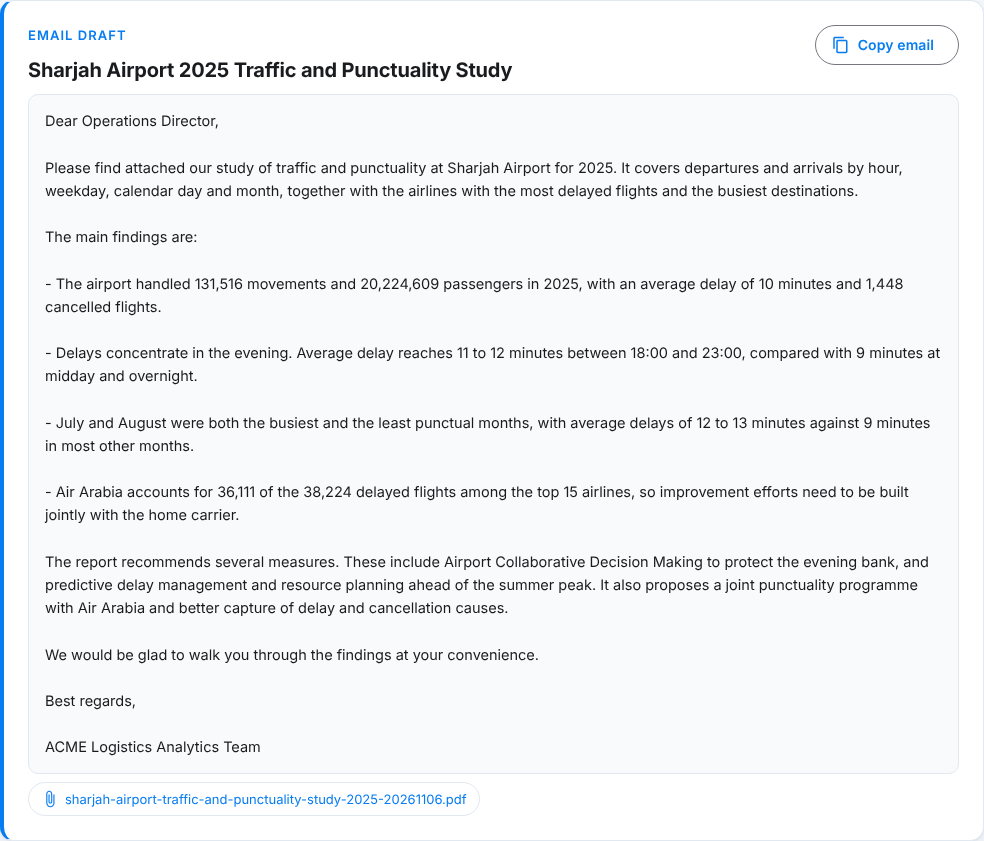 EMAIL DRAFT
Copy email
Sharjah Airport 2025 Traffic and Punctuality Study
Dear Operations Director,
Please find attached our study of traffic and punctuality at Sharjah Airport for 2025. It covers departures and arrivals by hour,
weekday, calendar day and month, together with the airlines with the most delayed flights and the busiest destinations.
The main findings are:
- The airport handled 131,516 movements and 20,224,609 passengers in 2025, with an average delay of 10 minutes and 1,448
cancelled flights.
- Delays concentrate in the evening. Average delay reaches 11 to 12 minutes between 18:00 and 23:00, compared with 9 minutes at
midday and overnight.
- July and August were both the busiest and the least punctual months, with average delays of 12 to 13 minutes against 9 minutes
in most other months.
- Air Arabia accounts for 36,111 of the 38,224 delayed flights among the top 15 airlines, so improvement efforts need to be built
jointly with the home carrier.
The report recommends several measures. These include Airport Collaborative Decision Making to protect the evening bank, and
predictive delay management and resource planning ahead of the summer peak. It also proposes a joint punctuality programme
with Air Arabia and better capture of delay and cancellation causes.
We would be glad to walk you through the findings at your convenience.
Best regards,
ACME Logistics Analytics Team
sharjah-airport-traffic-and-punctuality-study-2025-20261106.pdf